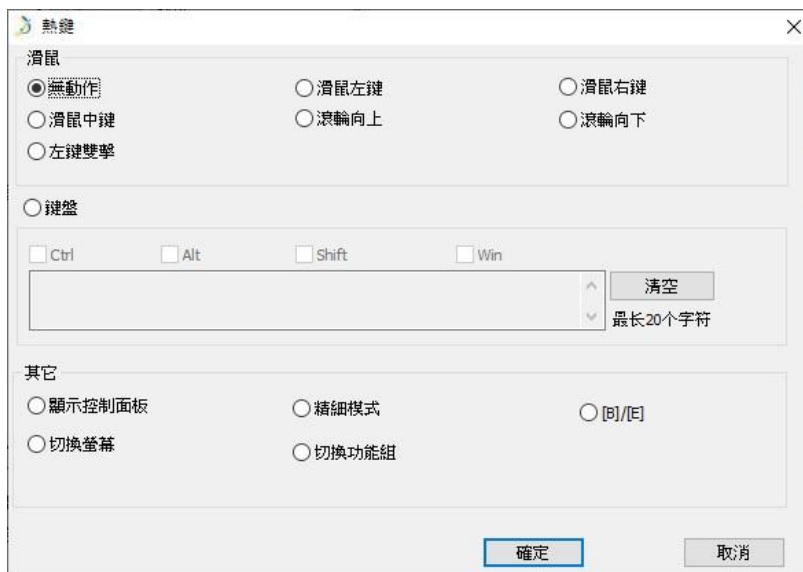 熱鍵
滑鼠
無動作 滑鼠左鍵 滑鼠右鍵
滑鼠中鍵 滾輪向上 滾輪向下
左鍵雙擊
鍵盤
Ctrl Alt Shift Win
清空
最长20个字符
其它
顯示控制面板 精細模式 [B]/[E]
切換螢幕 切換功能組
確定 取消